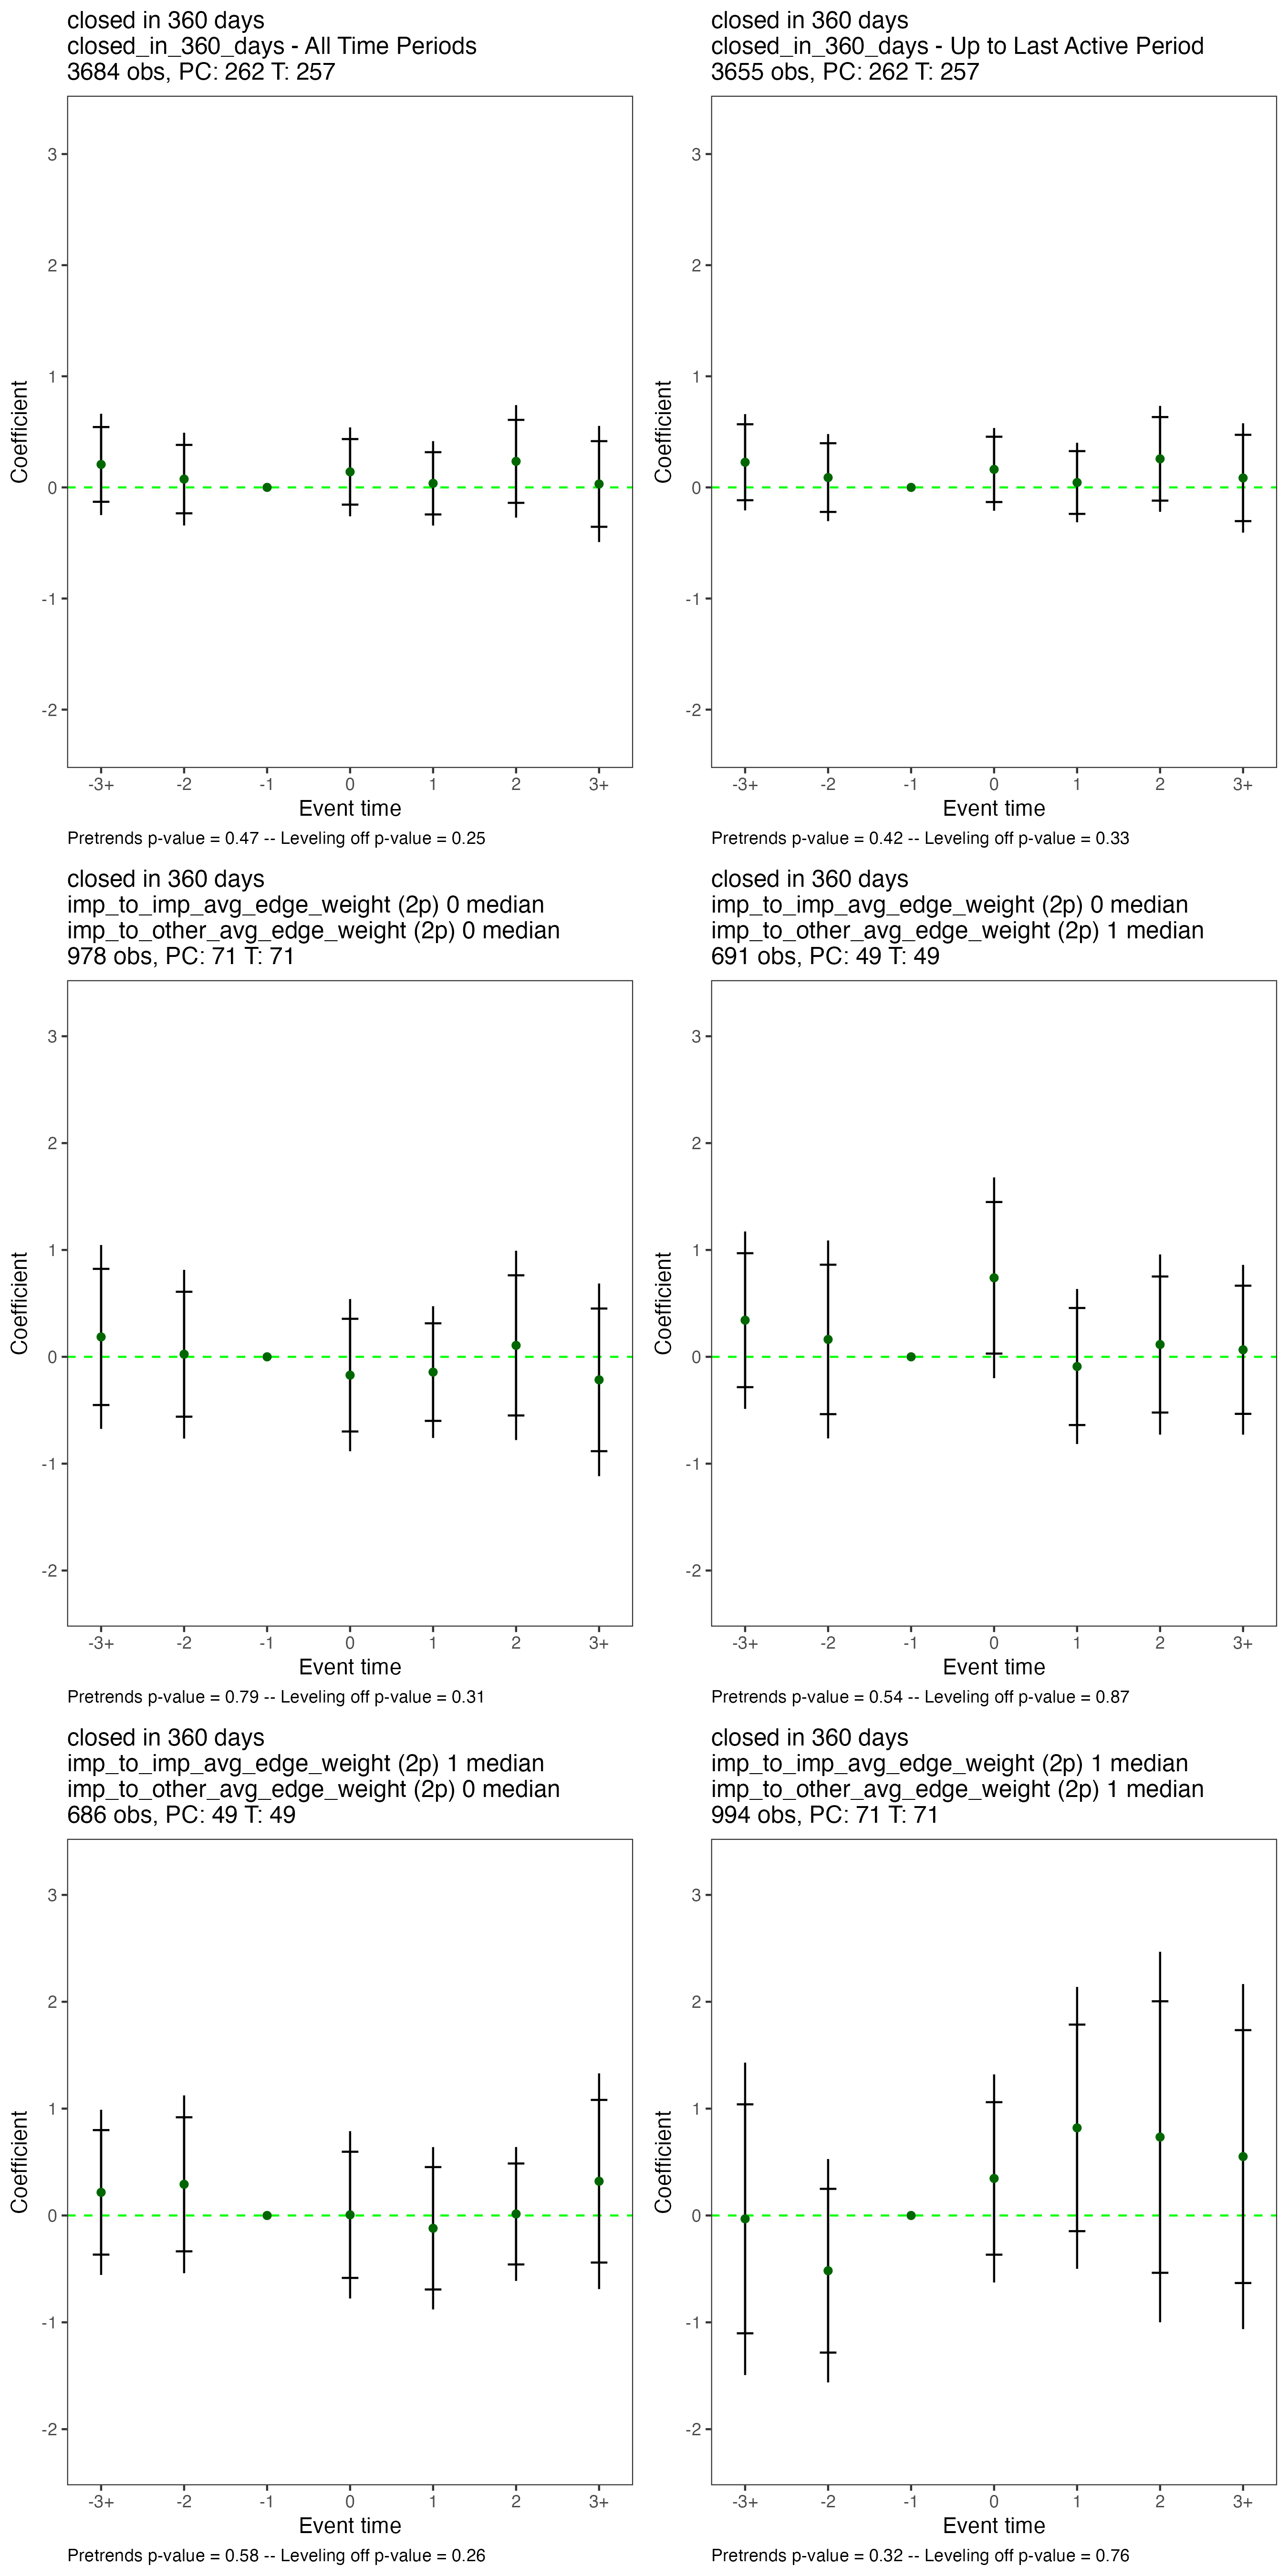 closed in 360 days
closed_in_360_days - All Time Periods
3684 obs, PC: 262 T: 257
3
2
1
0
-1
-2
Coefficient
-3+ -2 -1 0 1 2 3+
Event time
Pretrends p-value = 0.47 -- Leveling off p-value = 0.25
closed in 360 days
closed_in_360_days - Up to Last Active Period
3655 obs, PC: 262 T: 257
3
2
1
0
-1
-2
Coefficient
-3+ -2 -1 0 1 2 3+
Event time
Pretrends p-value = 0.42 -- Leveling off p-value = 0.33
closed in 360 days
imp_to_imp_avg_edge_weight (2p) 0 median
imp_to_other_avg_edge_weight (2p) 0 median
978 obs, PC: 71 T: 71
3
2
1
0
-1
-2
Coefficient
-3+ -2 -1 0 1 2 3+
Event time
Pretrends p-value = 0.79 -- Leveling off p-value = 0.31
closed in 360 days
imp_to_imp_avg_edge_weight (2p) 0 median
imp_to_other_avg_edge_weight (2p) 1 median
691 obs, PC: 49 T: 49
3
2
1
0
-1
-2
Coefficient
-3+ -2 -1 0 1 2 3+
Event time
Pretrends p-value = 0.54 -- Leveling off p-value = 0.87
closed in 360 days
imp_to_imp_avg_edge_weight (2p) 1 median
imp_to_other_avg_edge_weight (2p) 0 median
686 obs, PC: 49 T: 49
3
2
1
0
-1
-2
Coefficient
-3+ -2 -1 0 1 2 3+
Event time
Pretrends p-value = 0.58 -- Leveling off p-value = 0.26
closed in 360 days
imp_to_imp_avg_edge_weight (2p) 1 median
imp_to_other_avg_edge_weight (2p) 1 median
994 obs, PC: 71 T: 71
3
2
1
0
-1
-2
Coefficient
-3+ -2 -1 0 1 2 3+
Event time
Pretrends p-value = 0.32 -- Leveling off p-value = 0.76